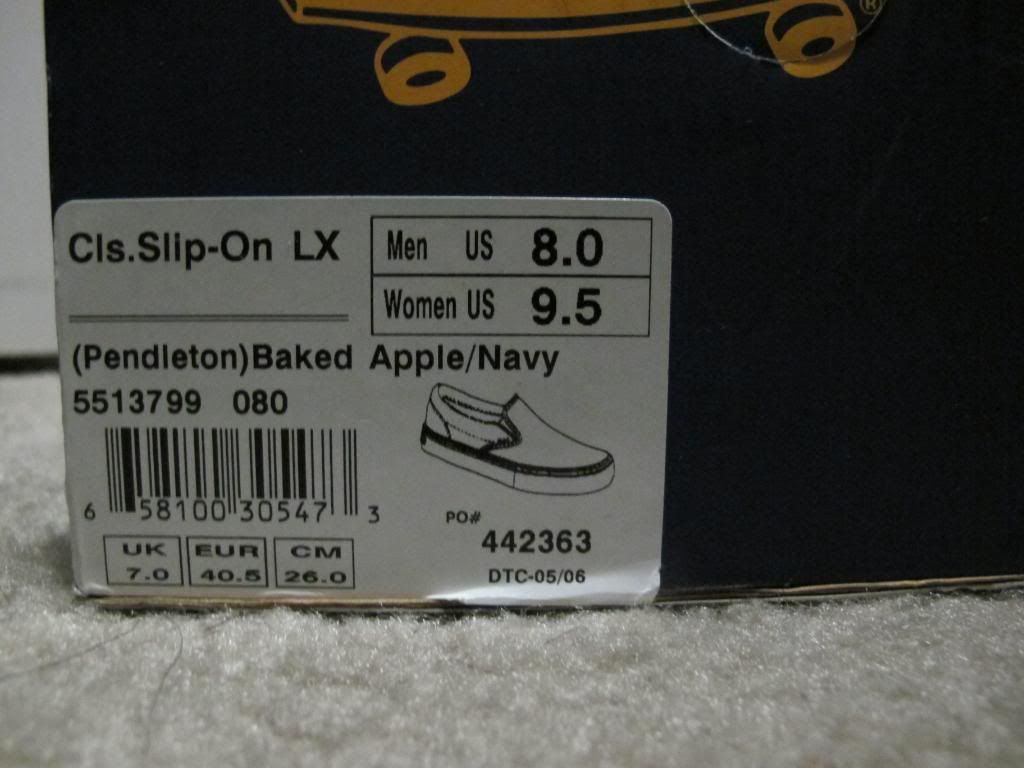 ®
Cls.Slip-On LX
Men US 8.0
Women US 9.5
(Pendleton)Baked Apple/Navy
5513799 080
6 58100 30547 3
PO#
442363
DTC-05/06
UK EUR CM
7.0 40.5 26.0